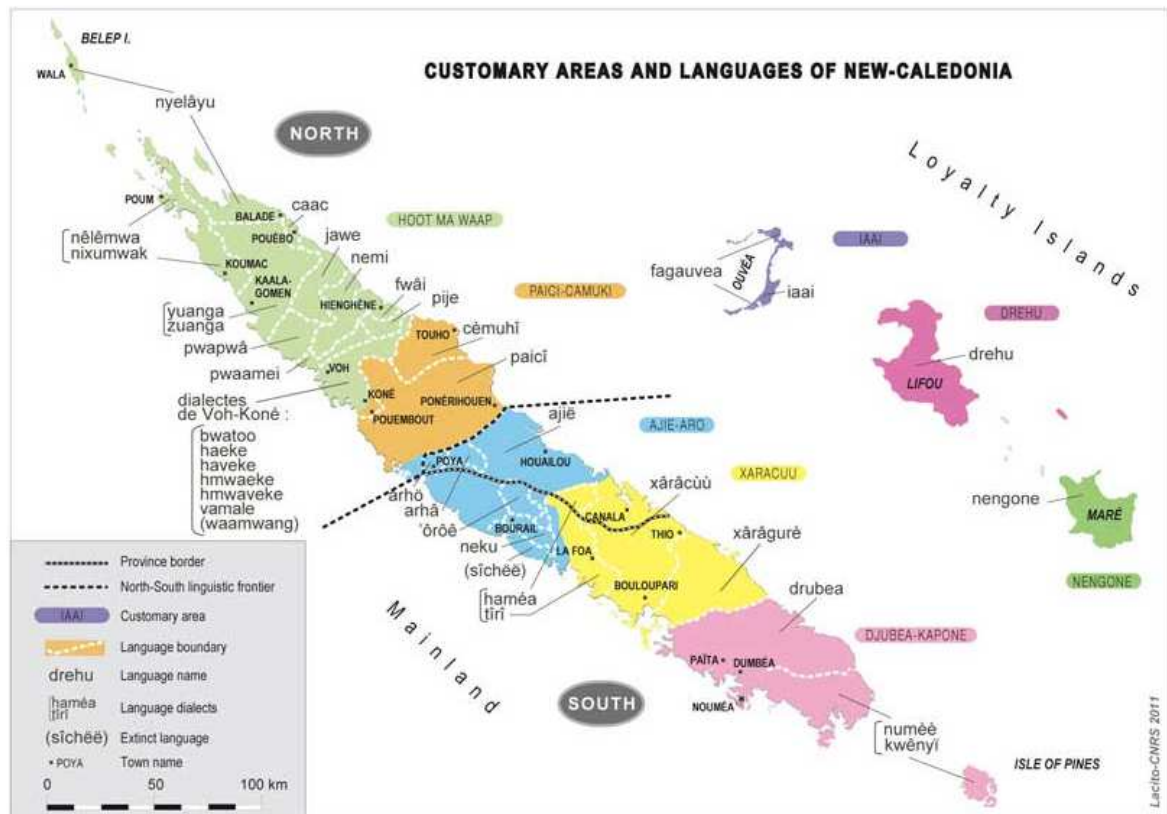 CUSTOMARY AREAS AND LANGUAGES OF NEW-CALEDONIA
BELEP I.
WALA
nyelâyu
NORTH
Loyalty Islands
POUM
BALADE
caac
POUÉBO
HOOT MA WAAP
jawe
nêlêmwa
nixumwak
nemi
KOUMAC
KAALA-
GOMEN
fwâi
HIENGHÈNE
pije
PAICI-CAMUKI
IAAI
OUVÉA
fagauvea
iaai
yuanga
zuanga
TOUHO
cèmuhî
DREHU
pwapwâ
paicî
drehu
pwaamei
VOH
LIFOU
dialectes
de Voh-Koné :
KONÉ
POUEMBOUT
PONÉRIHOUEN
bwatoo
haeke
haveke
hmwaeke
hmwaveke
vamale
(waamwang)
ajië
AJIE-ARO
POYA
HOUAILOU
XARACUU
arhö
arhâ
xârâcùù
nengone
MARÉ
'ôrôê
CANALA
BOURAIL
THIO
neku
LA FOA
xârâgurè
(sîchëë)
NENGONE
BOULOUPARI
haméa
tîrî
drubea
Mainland
DJUBEA-KAPONE
PAÏTA
DUMBÉA
SOUTH
NOUMÉA
numèè
kwênyï
ISLE OF PINES
Province border
North-South linguistic frontier
IAAI Customary area
Language boundary
drehu Language name
haméa
tîrî
Language dialects
(sîchëë) Extinct language
• POYA Town name
0 50 100 km
Lacito-CNRS 2011